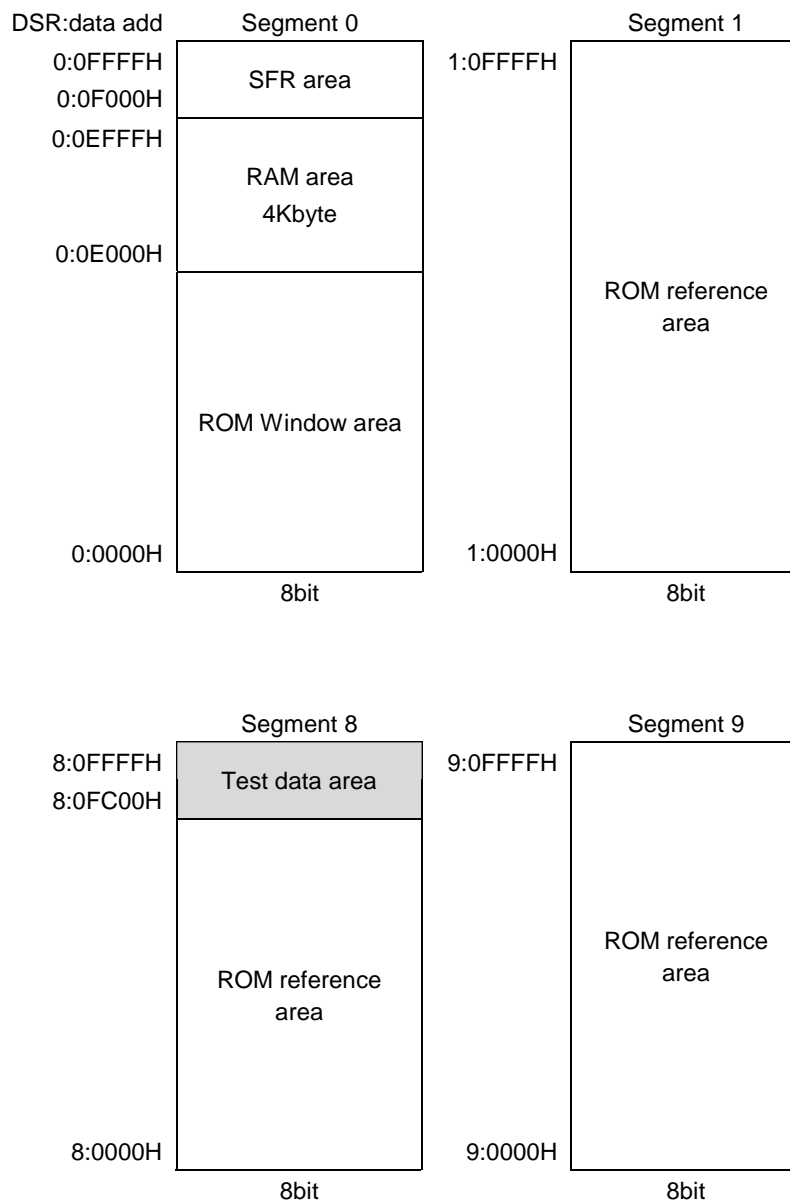 DSR:data add
Segment 0
0:0FFFFH
SFR area
0:0F000H
0:0EFFFH
RAM area
4Kbyte
0:0E000H
ROM Window area
0:0000H
8bit
Segment 1
1:0FFFFH
ROM reference
area
1:0000H
8bit
Segment 8
8:0FFFFH
Test data area
8:0FC00H
ROM reference
area
8:0000H
8bit
Segment 9
9:0FFFFH
ROM reference
area
9:0000H
8bit